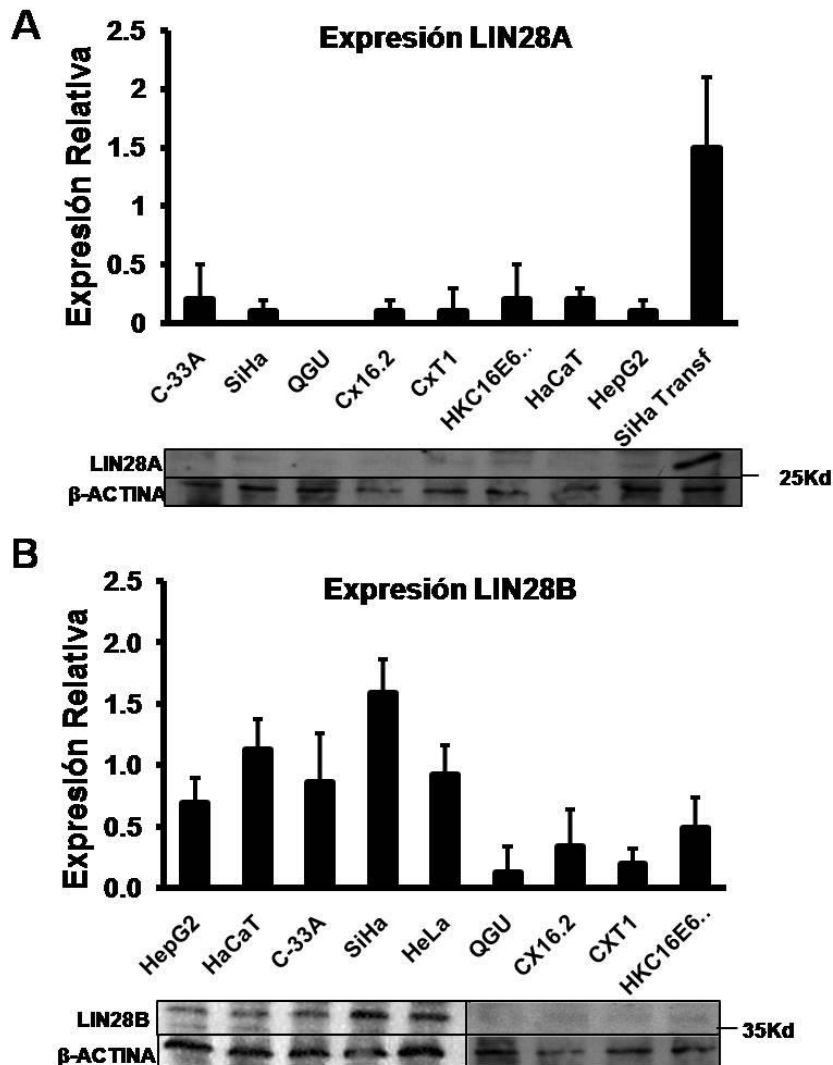 A
Expresión LIN28A
Expresión Relativa
2.5
2
1.5
1
0.5
0
C-33A
SiHa
QGU
Cx16.2
CxT1
HKC16E6..
HaCaT
HepG2
SiHa Transf
LIN28A
β-ACTINA
25Kd
B
Expresión LIN28B
Expresión Relativa
2.5
2.0
1.5
1.0
0.5
0.0
HepG2
HaCaT
C-33A
SiHa
HeLa
QGU
CX16.2
CXT1
HKC16E6..
LIN28B
β-ACTINA
35Kd